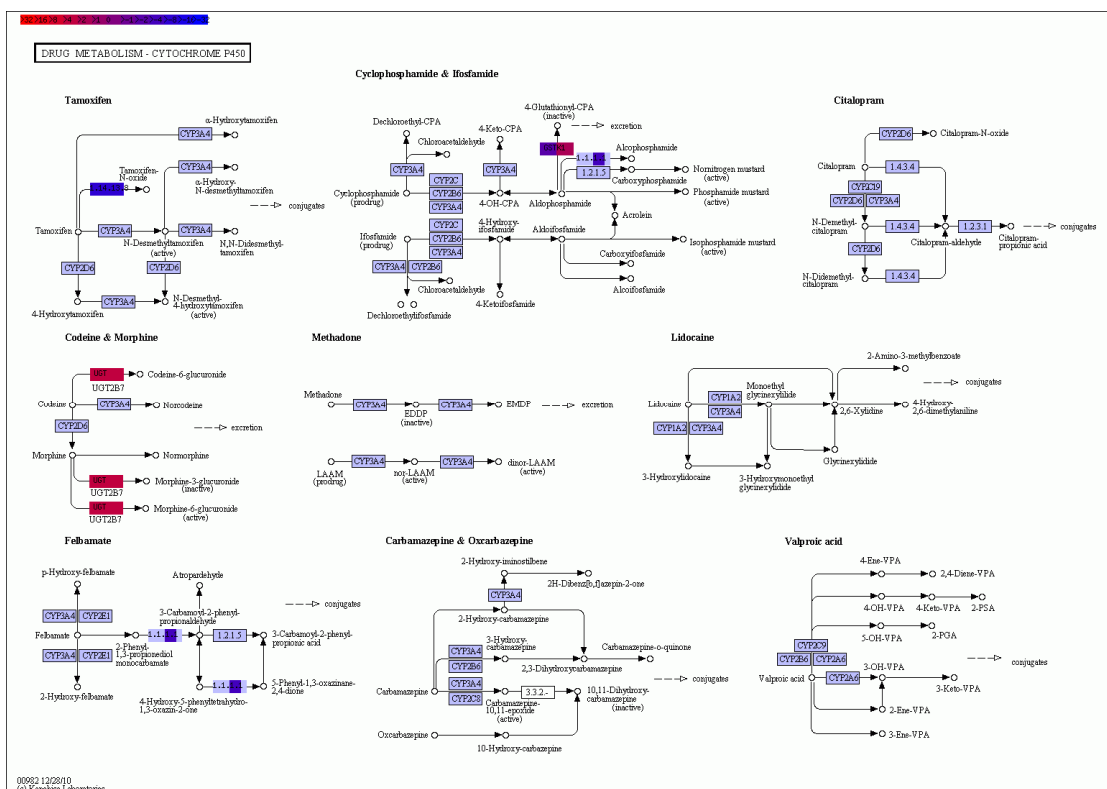 DRUG METABOLISM - CYTOCHROME P450
Cyclophosphamide & Ifosfamide
Tamoxifen
CYP3A4
α-Hydroxytamoxifen
Tamoxifen-
N-oxide
CYP3A4
α-Hydroxy-
N-desmethyltamoxifen
conjugates
Tamoxifen
CYP3A4
N-Desmethyltamoxifen
(active)
CYP3A4
N,N-Didesmethyl-
tamoxifen
CYP2D6
CYP2D6
CYP3A4
4-Hydroxytamoxifen
N-Desmethyl-
4-hydroxytamoxifen
(active)
4-Glutathionyl-CPA
(inactive)
excretion
Dechloroethyl-CPA
Chloroacetaldehyde
4-Keto-CPA
CYP3A4
CYP3A4
Alcophosphamide
1.2.1.5
Carboxyphosphamide
Nornitrogen mustard
(active)
Cyclophosphamide
(prodrug)
CYP2C
CYP2B6
CYP3A4
4-OH-CPA
Aldophosphamide
Phosphamide mustard
(active)
Acrolein
Ifosfamide
(prodrug)
CYP2C
CYP2B6
CYP3A4
4-Hydroxy-
ifosfamide
Aldoifosfamide
Isophosphamide mustard
(active)
CYP3A4
CYP2B6
Chloroacetaldehyde
Carboxyifosfamide
Alcoifosfamide
Dechloroethylifosfamide
4-Ketoifosfamide
Citalopram
CYP2D6
Citalopram-N-oxide
Citalopram
1.4.3.4
CYP2C19
CYP2D6
CYP3A4
N-Demethyl-
citalopram
1.4.3.4
Citalopram-aldehyde
1.2.3.1
Citalopram-
propionic acid
conjugates
CYP2D6
N-Didemethyl-
citalopram
1.4.3.4
Codeine & Morphine
UGT
UGT2B7
Codeine-6-glucuronide
Codeine
CYP3A4
Norcodeine
CYP2D6
excretion
Morphine
Normorphine
UGT
UGT2B7
Morphine-3-glucuronide
(inactive)
UGT
UGT2B7
Morphine-6-glucuronide
(active)
Methadone
Methadone
CYP3A4
EDDP
(inactive)
CYP3A4
EMDP
excretion
LAAM
(prodrug)
CYP3A4
nor-LAAM
(active)
CYP3A4
dinor-LAAM
(active)
Lidocaine
2-Amino-3-methylbenzoate
conjugates
Lidocaine
CYP1A2
CYP3A4
Monoethyl
glycinexylilide
2,6-Xylidine
4-Hydroxy-
2,6-dimethylaniline
CYP1A2
CYP3A4
Glycinexylidide
3-Hydroxylidocaine
3-Hydroxymonoethyl
glycinexylidide
Felbamate
p-Hydroxy-felbamate
Atropardehyde
conjugates
CYP3A4
CYP2E1
Felbamate
2-Phenyl-
1,3-propionediol
monocarbamate
3-Carbamoyl-2-phenyl-
propionaldehyde
1.2.1.5
3-Carbamoyl-2-phenyl-
propionic acid
CYP3A4
CYP2E1
2-Hydroxy-felbamate
4-Hydroxy-5-phenyltetrahydro-
1,3-oxazin-2-one
5-Phenyl-1,3-oxazinane-
2,4-dione
Carbamazepine & Oxcarbazepine
2-Hydroxy-iminostilbene
2H-Dibenz[b,f]azepin-2-one
CYP3A4
2-Hydroxy-carbazepine
CYP3A4
CYP2B6
3-Hydroxy-
carbamazepine
2,3-Dihydroxycarbamazepine
Carbamazepine-o-quinone
conjugates
Carbamazepine
CYP3A4
CYP2C8
Carbamazepine-
10,11-epoxide
(active)
3.3.2.-
10,11-Dihydroxy-
carbamazepine
(inactive)
Oxcarbazepine
10-Hydroxy-carbazepine
Valproic acid
4-Ene-VPA
2,4-Diene-VPA
4-OH-VPA
4-Keto-VPA
2-PSA
5-OH-VPA
2-PGA
CYP2C9
CYP2B6
CYP2A6
conjugates
Valproic acid
CYP2A6
3-OH-VPA
3-Keto-VPA
2-Ene-VPA
3-Ene-VPA
00982 12/28/10
(c) Kanehisa Laboratories